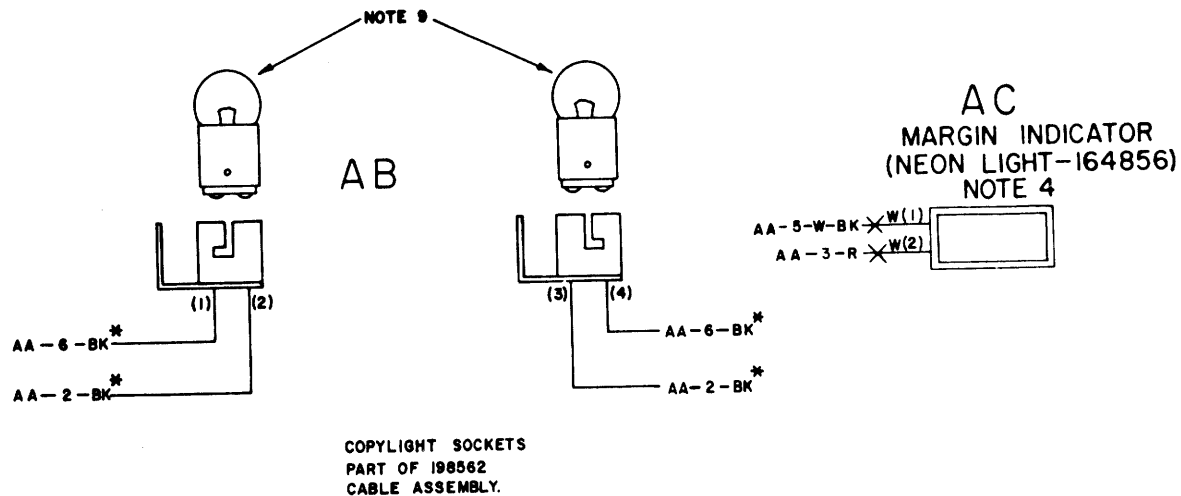 NOTE 9
AB
AC
MARGIN INDICATOR
(NEON LIGHT-164856)
NOTE 4
AA-5-W-BK W(1)
AA-3-R W(2)
(1) (2)
AA-6-BK*
AA-2-BK*
(3) (4)
AA-6-BK*
AA-2-BK*
COPYLIGHT SOCKETS
PART OF 198562
CABLE ASSEMBLY.